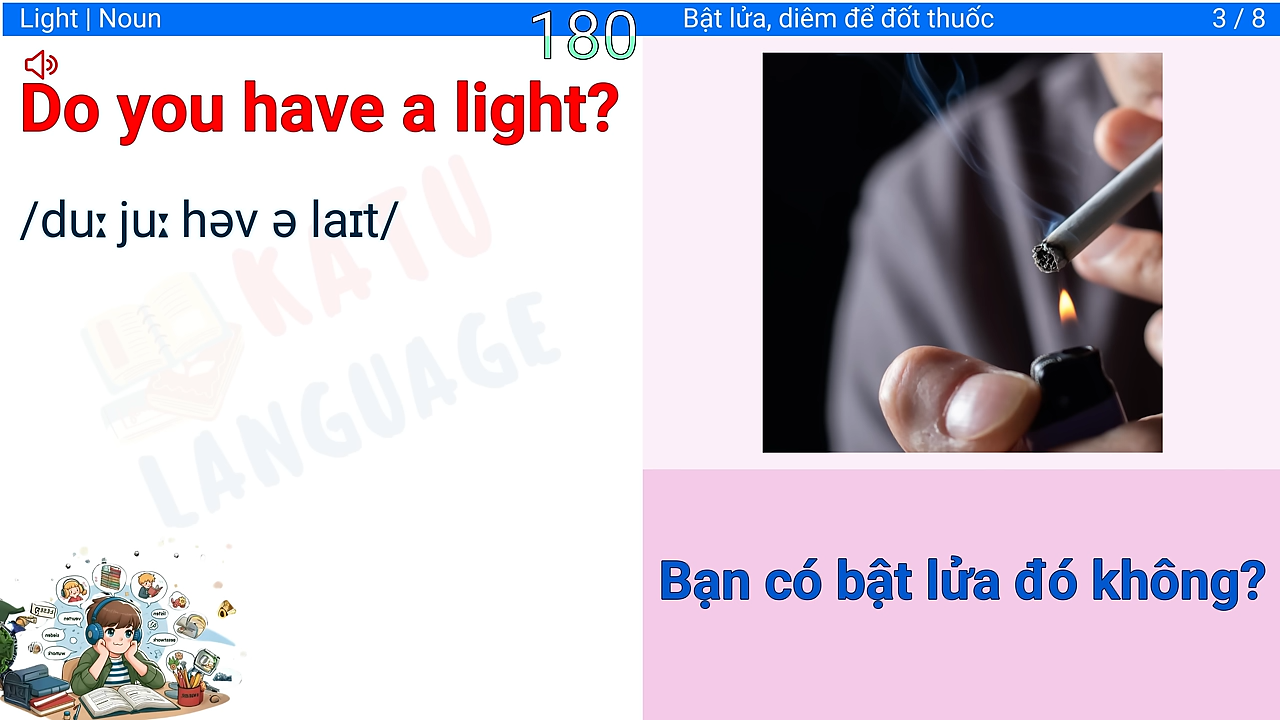 Light | Noun
180
Bật lửa, diêm để đốt thuốc
3 / 8
Do you have a light?
/duː juː həv ə laɪt/
KATU
LANGUAGE
Bạn có bật lửa đó không?